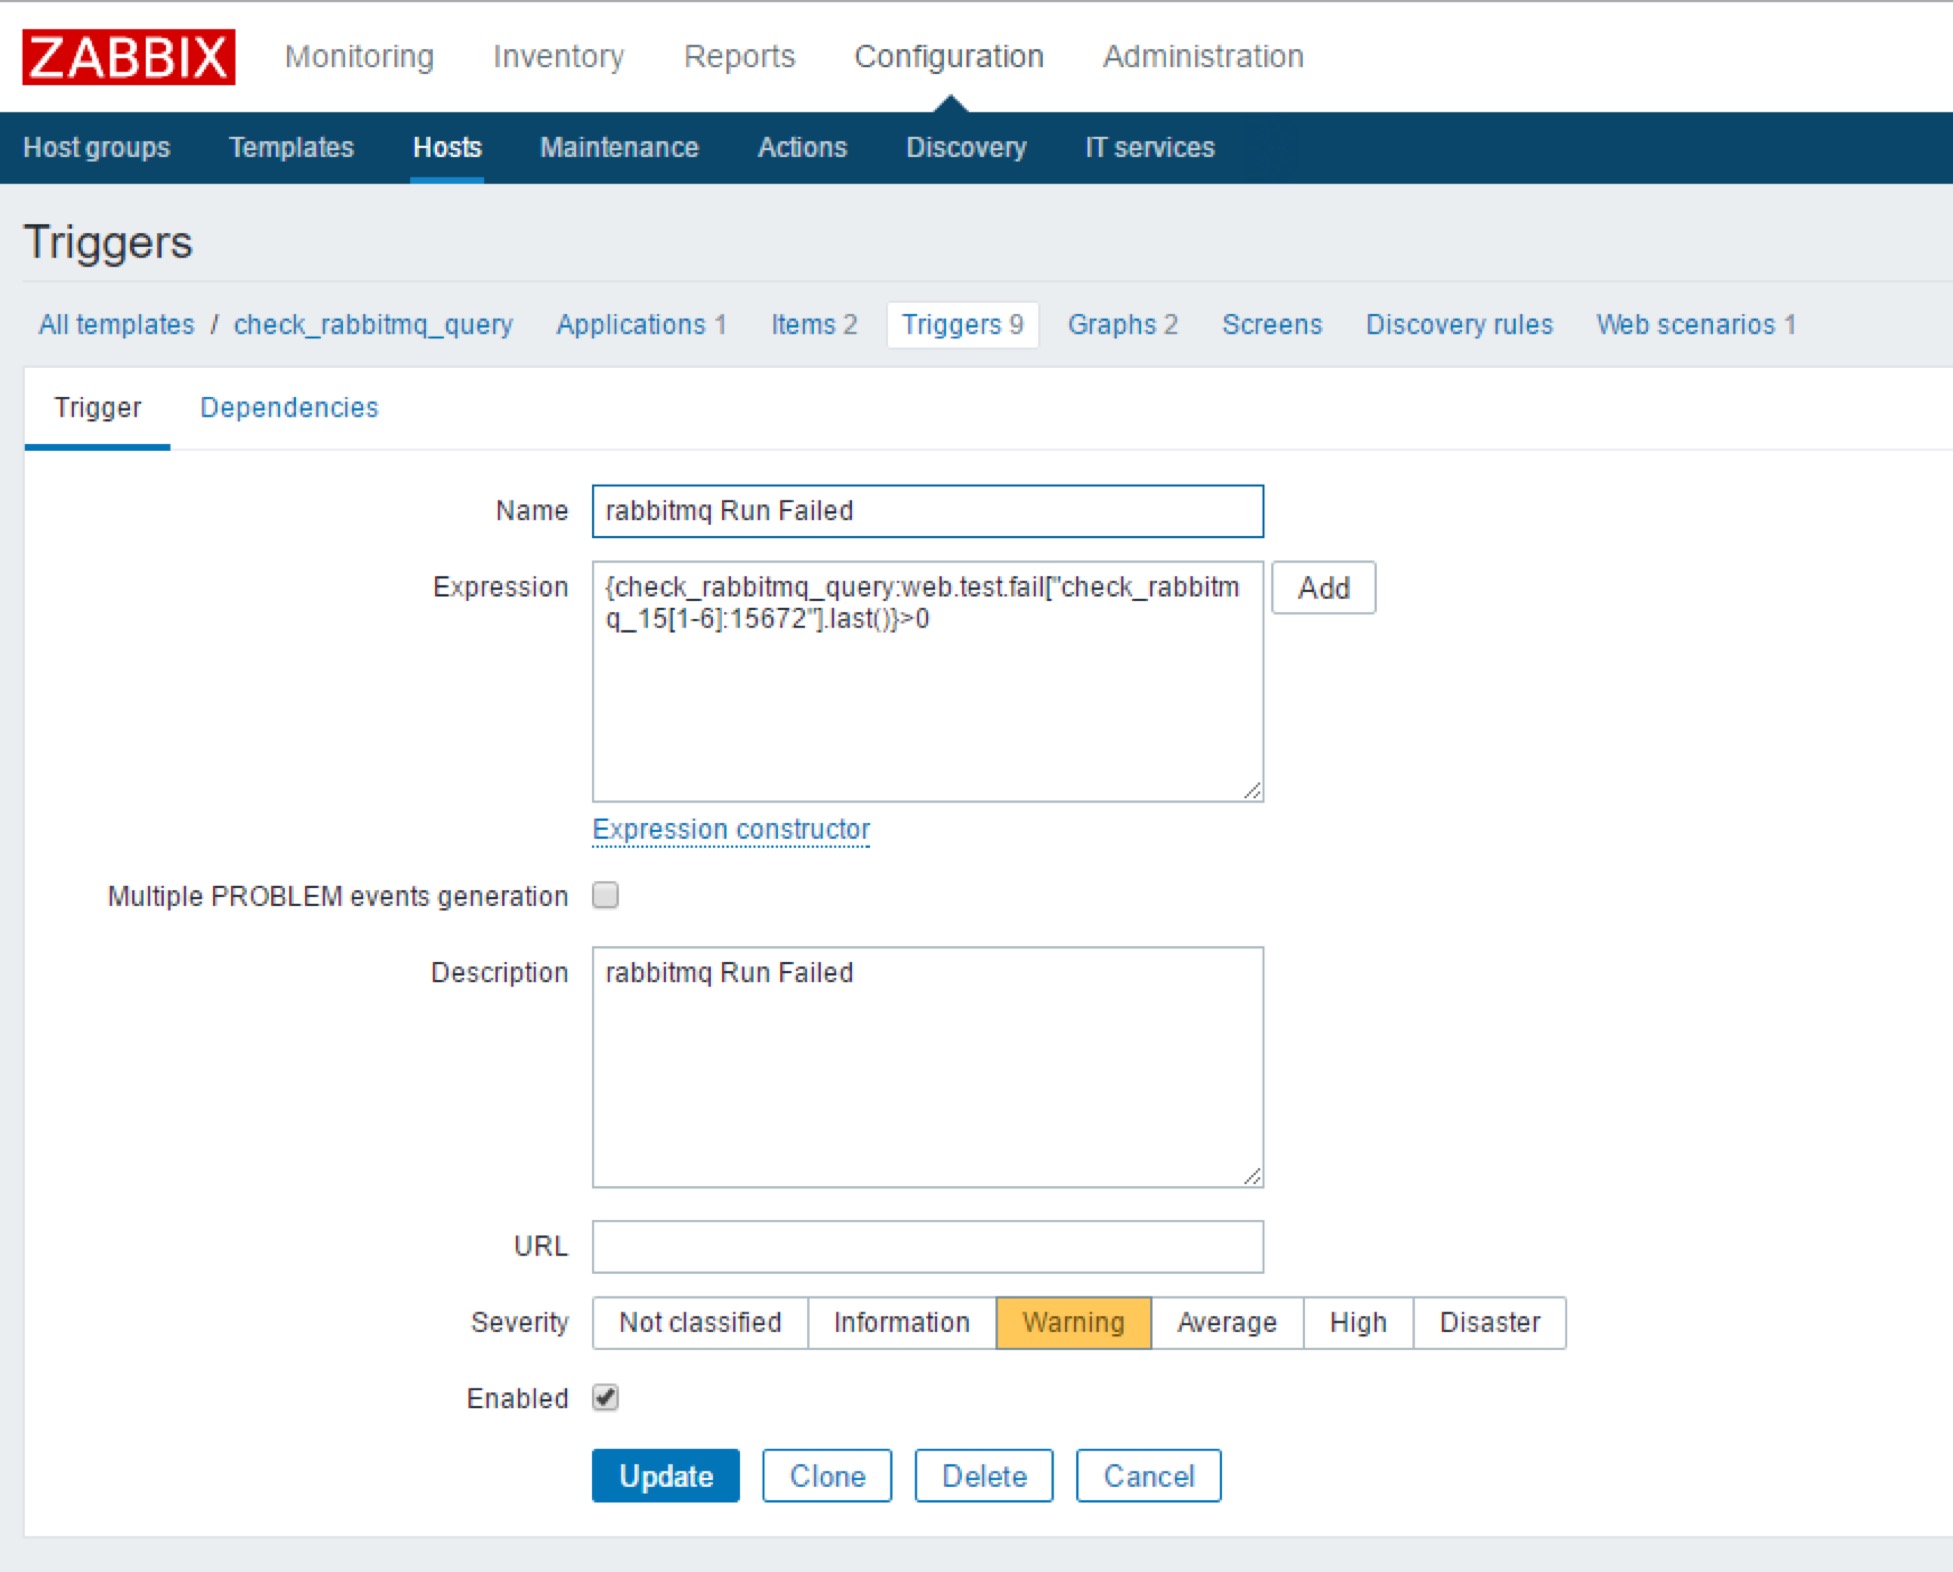 ZABBIX Monitoring Inventory Reports Configuration Administration
Host groups Templates Hosts Maintenance Actions Discovery IT services
Triggers
All templates / check_rabbitmq_query Applications 1 Items 2 Triggers 9 Graphs 2 Screens Discovery rules Web scenarios 1
Trigger Dependencies
Name rabbitmq Run Failed
Expression {check_rabbitmq_query:web.test.fail["check_rabbitm Add
q_15[1-6]:15672"].last()}>0
Expression constructor
Multiple PROBLEM events generation
Description rabbitmq Run Failed
URL
Severity Not classified Information Warning Average High Disaster
Enabled
Update Clone Delete Cancel